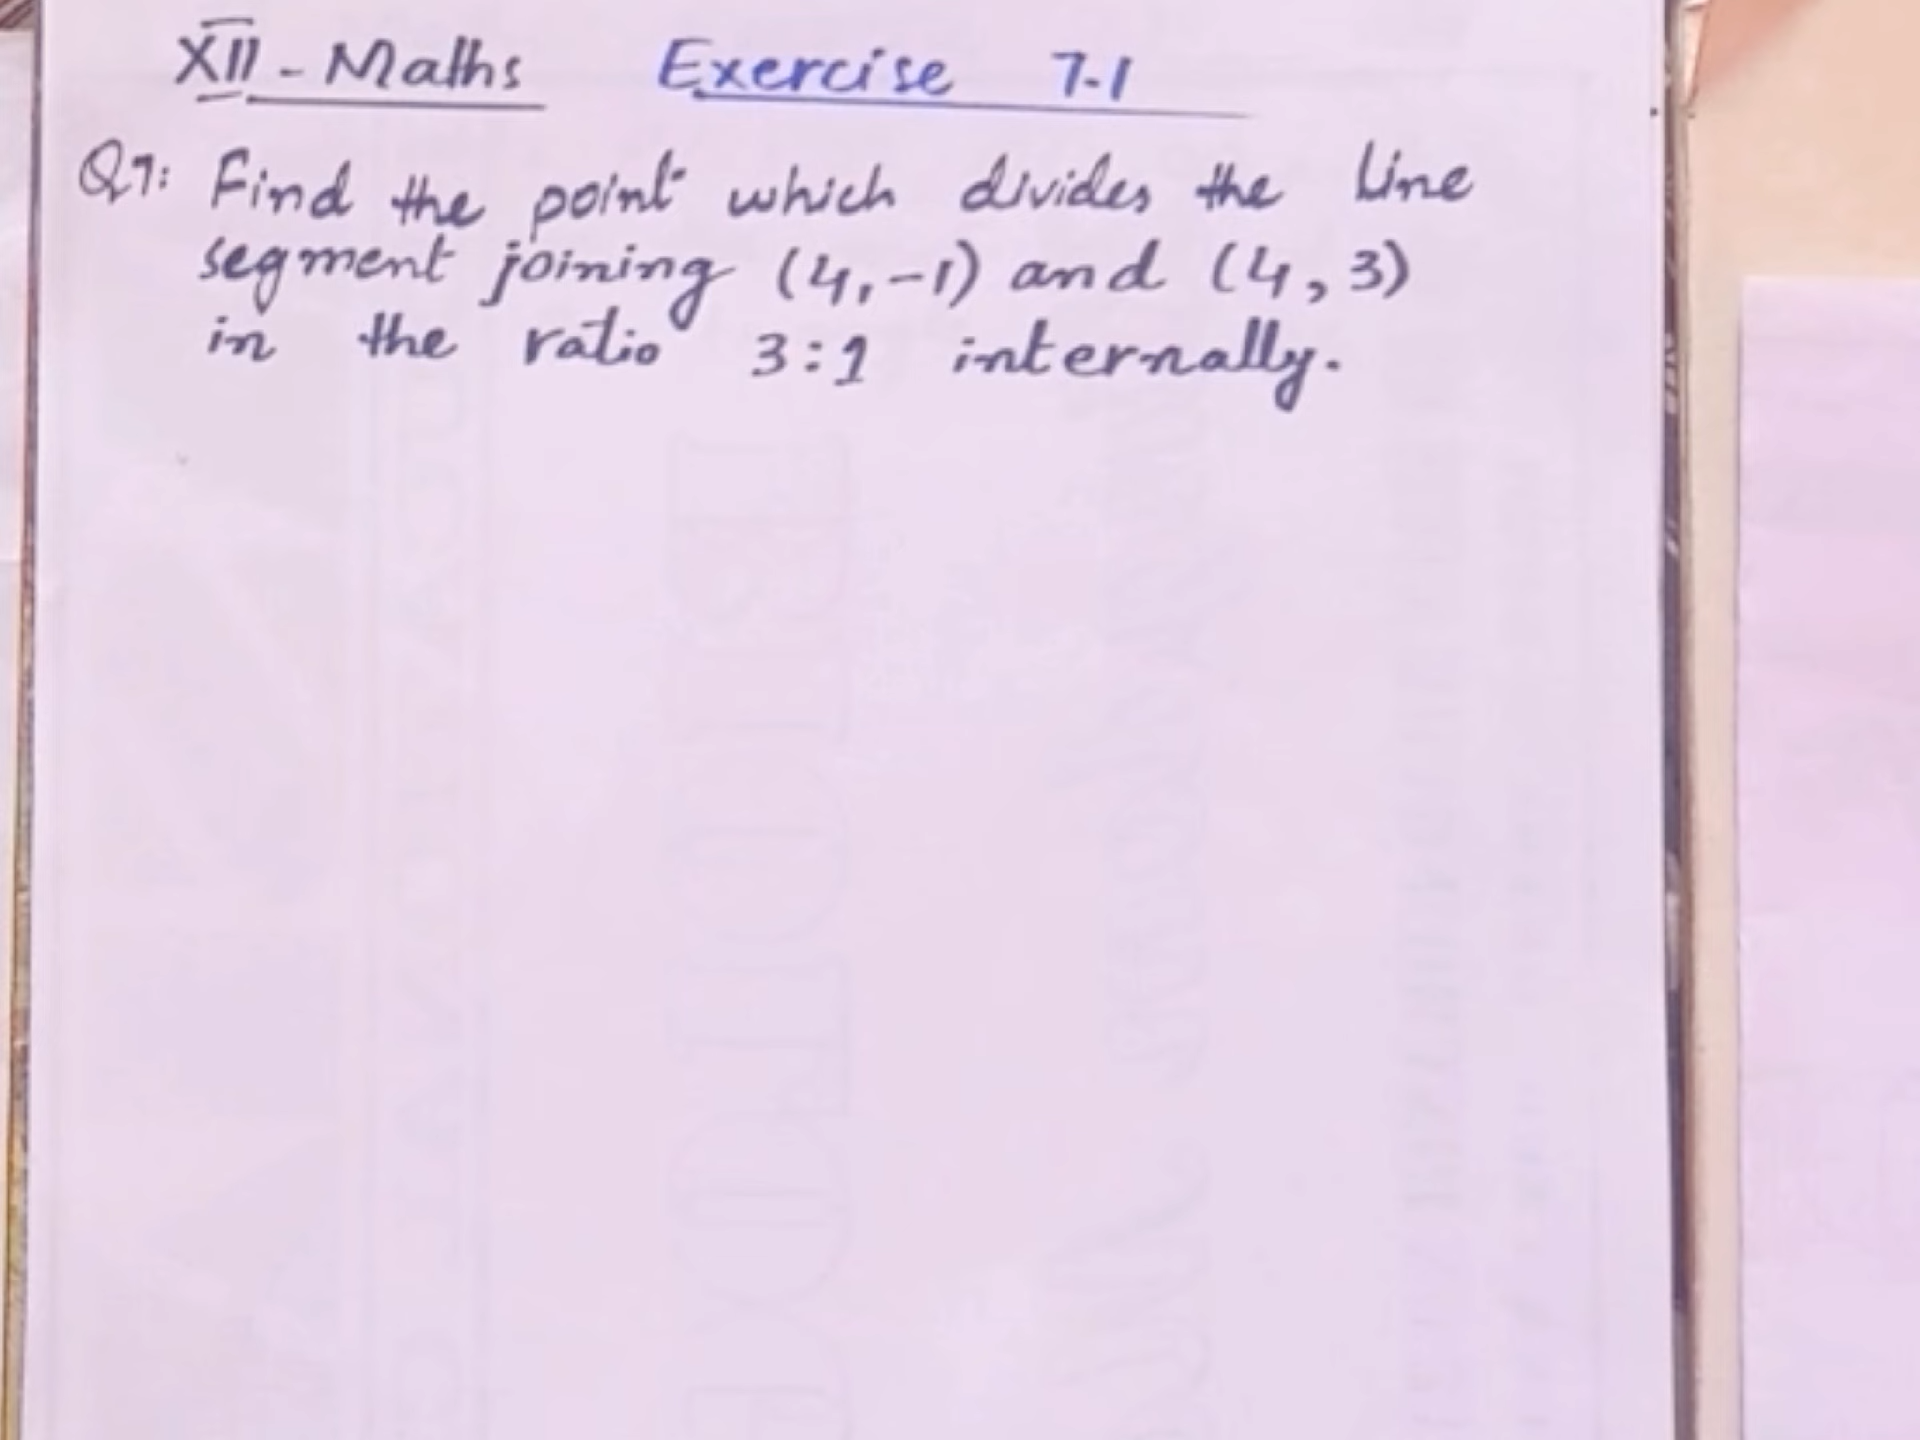 XII - Maths Exercise 7.1
Q7: Find the point which divides the line
segment joining (4,-1) and (4,3)
in the ratio 3:1 internally.